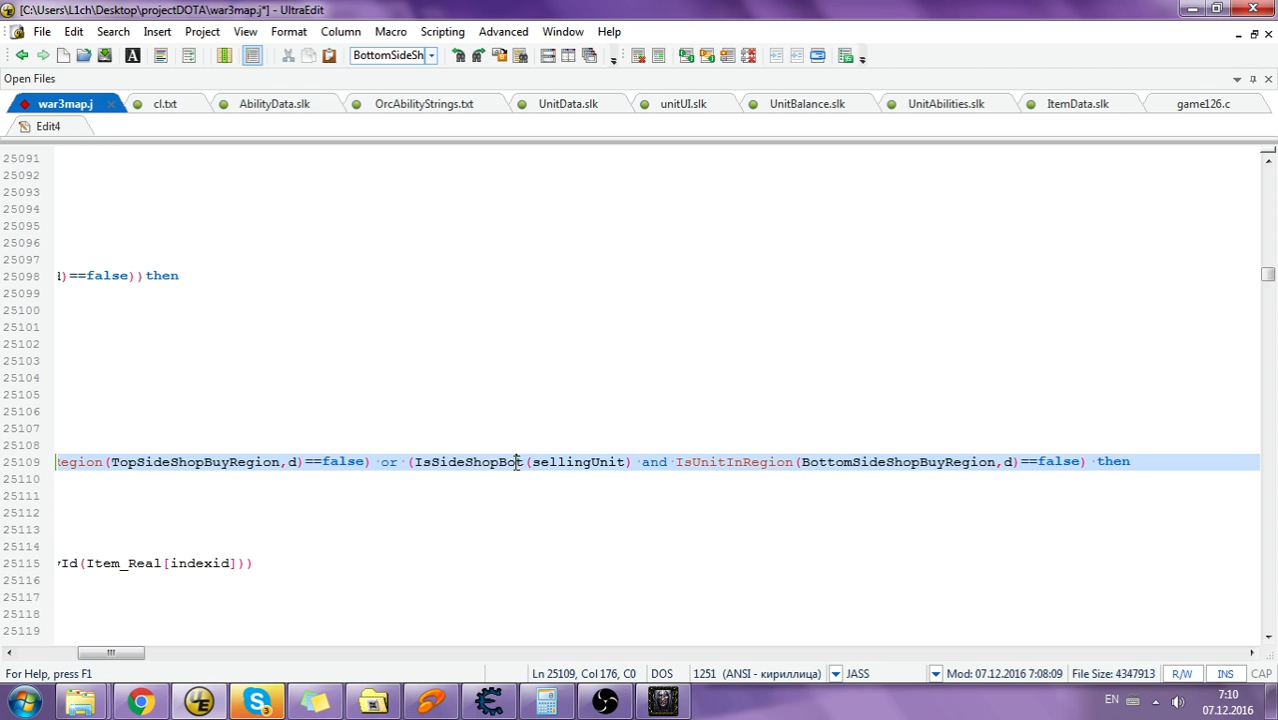 [C:\Users\L1ch\Desktop\projectDOTA\war3map.j*] - UltraEdit
File Edit Search Insert Project View Format Column Macro Scripting Advanced Window Help
BottomSideSh
Open Files
war3map.j cl.txt AbilityData.slk OrcAbilityStrings.txt UnitData.slk unitUI.slk UnitBalance.slk UnitAbilities.slk ItemData.slk game126.c
Edit4
25091
25092
25093
25094
25095
25096
25097
25098 )==false))then
25099
25100
25101
25102
25103
25104
25105
25106
25107
25108
25109 Region(TopSideShopBuyRegion,d)==false) or (IsSideShopBot(sellingUnit) and IsUnitInRegion(BottomSideShopBuyRegion,d)==false) then
25110
25111
25112
25113
25114
25115 yId(Item_Real[indexid]))
25116
25117
25118
25119
For Help, press F1 Ln 25109, Col 176, C0 DOS 1251 (ANSI - кириллица) JASS Mod: 07.12.2016 7:08:09 File Size: 4347913 R/W INS CAP
EN 7:10
07.12.2016